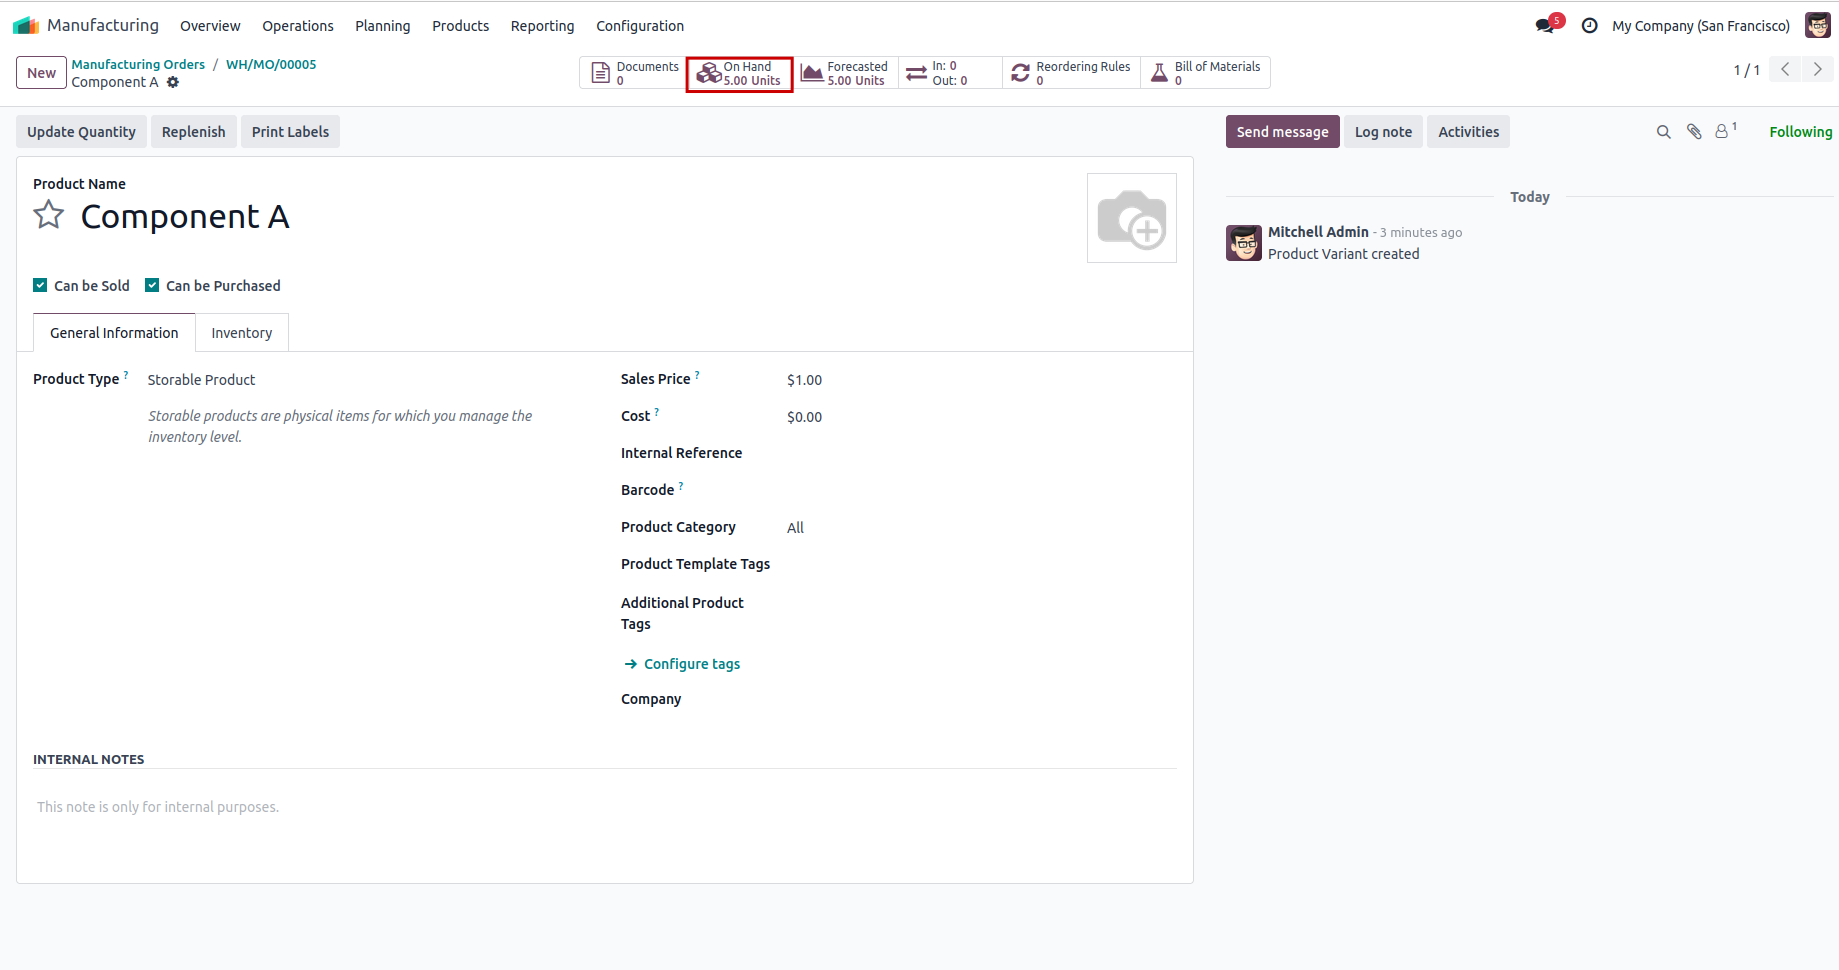 Manufacturing Overview Operations Planning Products Reporting Configuration 5 My Company (San Francisco)
New Manufacturing Orders / WH/MO/00005
Component A
Documents 0
On Hand 5.00 Units
Forecasted 5.00 Units
In: 0
Out: 0
Reordering Rules 0
Bill of Materials 0
1 / 1
Update Quantity Replenish Print Labels
Send message Log note Activities 1 Following
Product Name
Component A
Can be Sold Can be Purchased
General Information Inventory
Product Type ? Storable Product
Storable products are physical items for which you manage the
inventory level.
Sales Price ? $1.00
Cost ? $0.00
Internal Reference
Barcode ?
Product Category All
Product Template Tags
Additional Product
Tags
Configure tags
Company
INTERNAL NOTES
This note is only for internal purposes.
Today
Mitchell Admin - 3 minutes ago
Product Variant created